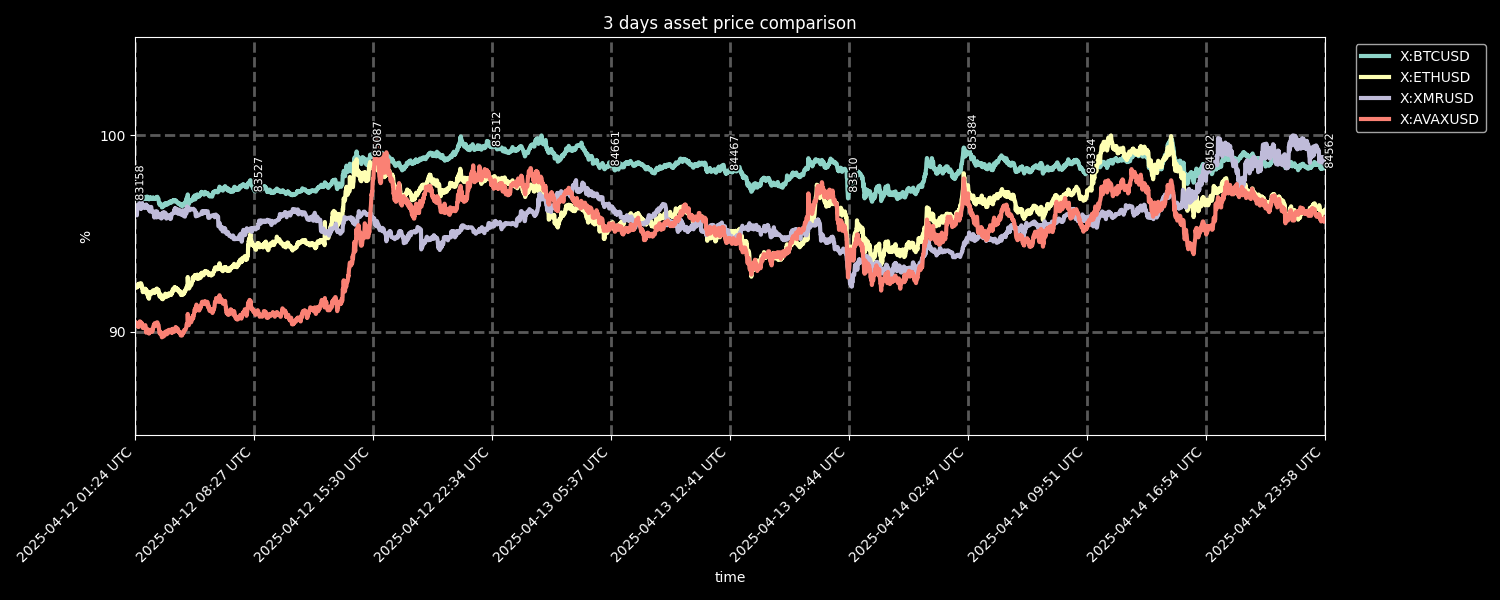 3 days asset price comparison
X:BTCUSD
X:ETHUSD
X:XMRUSD
X:AVAXUSD
100
90
%
83158
83527
85087
85512
84661
84467
83510
85384
84334
84502
84562
2025-04-12 01:24 UTC
2025-04-12 08:27 UTC
2025-04-12 15:30 UTC
2025-04-12 22:34 UTC
2025-04-13 05:37 UTC
2025-04-13 12:41 UTC
2025-04-13 19:44 UTC
2025-04-14 02:47 UTC
2025-04-14 09:51 UTC
2025-04-14 16:54 UTC
2025-04-14 23:58 UTC
time